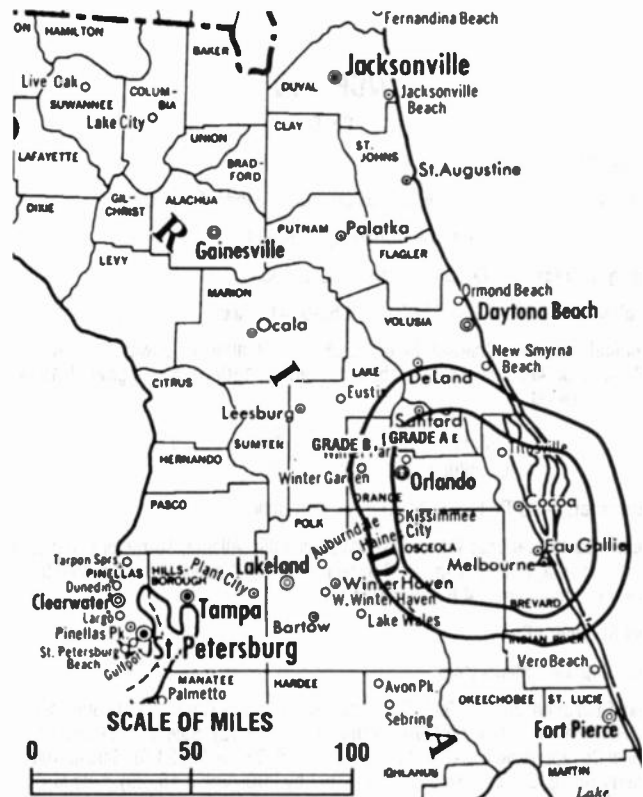 Fernandina Beach
ON
HAMILTON
BAKER
Jacksonville
DUVAL
Live Oak
SUWANNEE
COLUM-
BIA
Jacksonville
Beach
Lake City
CLAY
UNION
ST.
JOHNS
LAFAYETTE
BRAD-
FORD
St. Augustine
GIL-
CHRIST
ALACHUA
DIXIE
R
PUTNAM
Palatka
Gainesville
FLAGLER
LEVY
MARION
Ormond Beach
Ocala
VOLUSIA
Daytona Beach
New Smyrna
Beach
I
LAKE
DeLand
CITRUS
Eustis
Leesburg
Sanford
SUMTER
GRADE B,
GRADE A
HERNANDO
Winter Garden
Orlando
ORANGE
PASCO
Cocoa
POLK
Kissimmee
Auburndale
Haines
City
OSCEOLA
Eau Gallie
Tarpon Sprs
PINELLAS
HILLS-
BOROUGH
Plant City
Lakeland
D
Melbourne
Dunedin
Winter Haven
Clearwater
Tampa
W. Winter Haven
BREVARD
Largo
Bartow
Lake Wales
Pinellas Pk.
St. Petersburg
INDIAN RIVER
St. Petersburg
Beach
Gulfport
Vero Beach
MANATEE
HARDEE
Palmetto
Avon Pk.
OKEECHOBEE
ST. LUCIE
Sebring
SCALE OF MILES
A
Fort Pierce
0
50
100
MARTIN
Lake